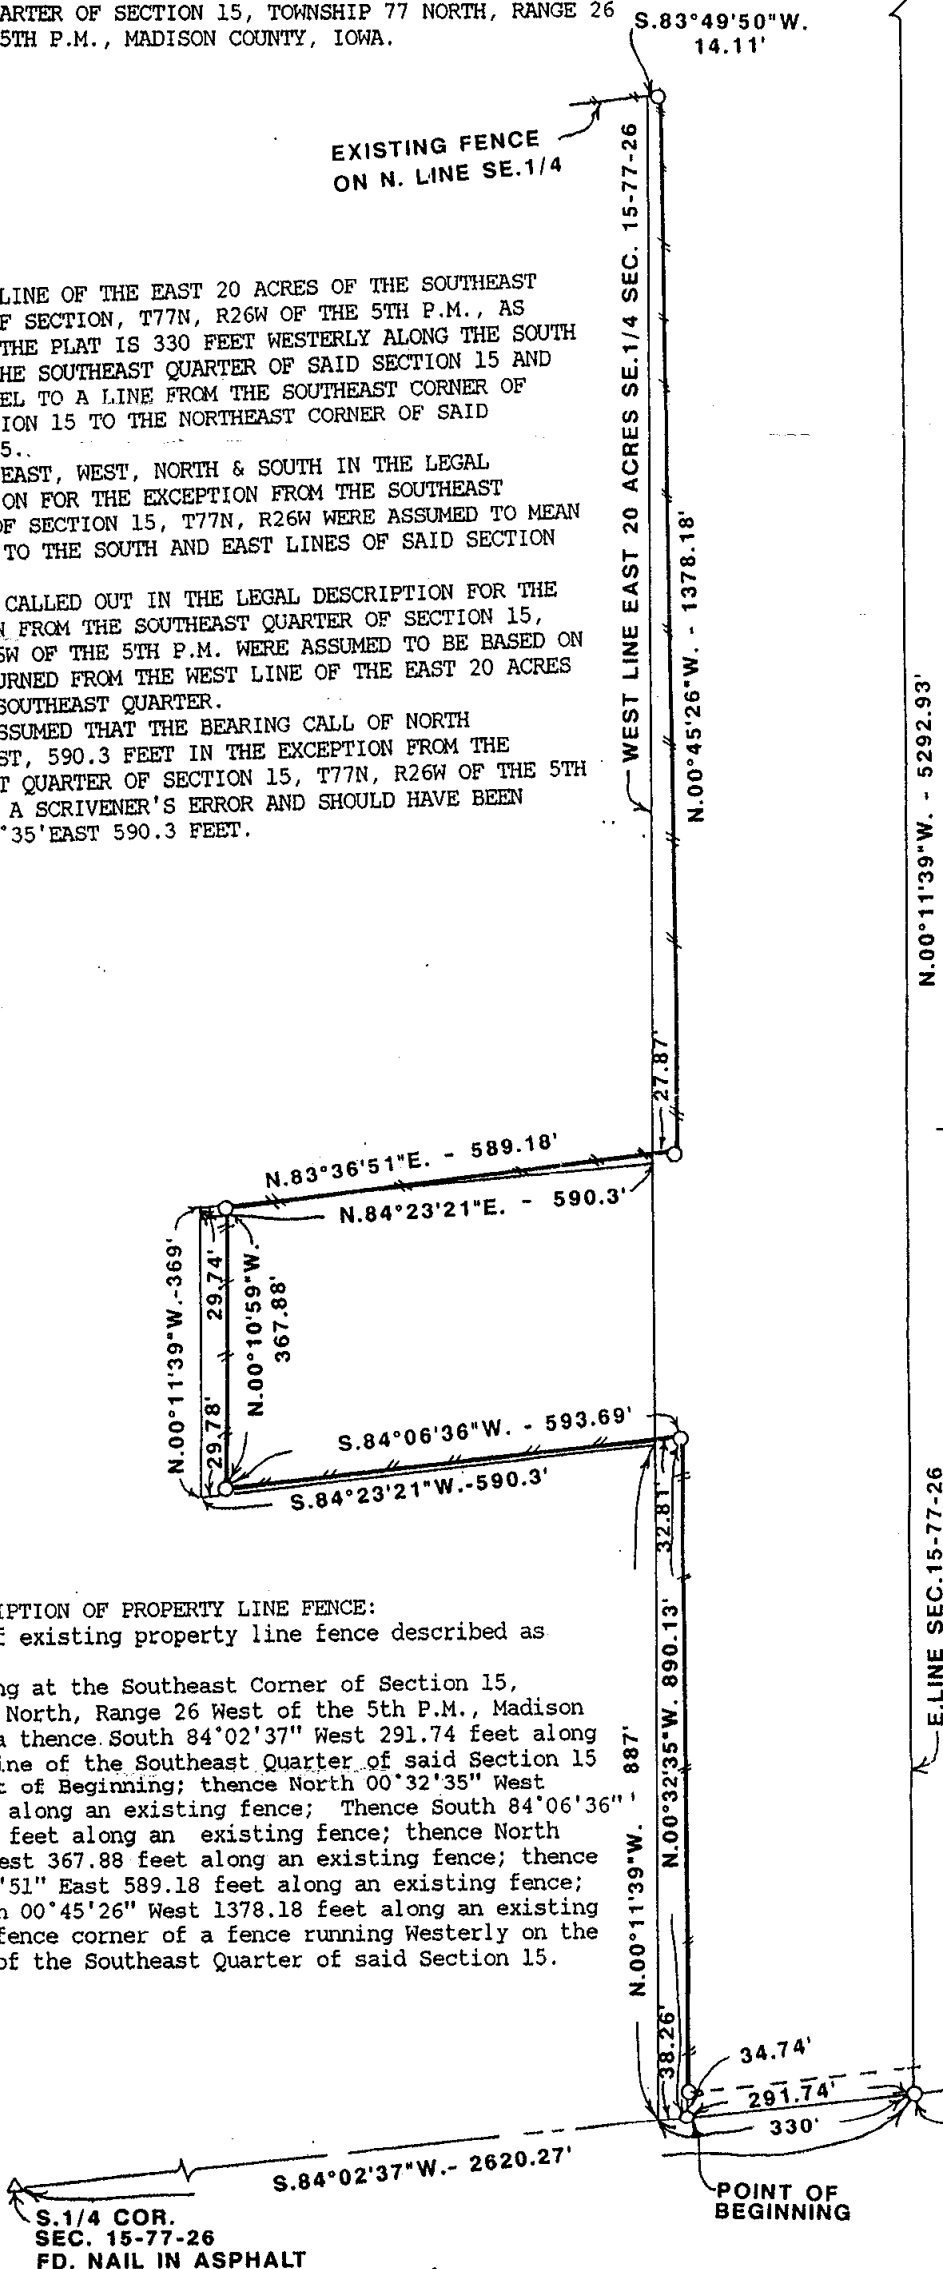 ARTER OF SECTION 15, TOWNSHIP 77 NORTH, RANGE 26
5TH P.M., MADISON COUNTY, IOWA.
S.83°49'50"W.
14.11'
EXISTING FENCE
ON N. LINE SE.1/4
LINE OF THE EAST 20 ACRES OF THE SOUTHEAST
F SECTION, T77N, R26W OF THE 5TH P.M., AS
THE PLAT IS 330 FEET WESTERLY ALONG THE SOUTH
HE SOUTHEAST QUARTER OF SAID SECTION 15 AND
EL TO A LINE FROM THE SOUTHEAST CORNER OF
ION 15 TO THE NORTHEAST CORNER OF SAID
5..
EAST, WEST, NORTH & SOUTH IN THE LEGAL
ON FOR THE EXCEPTION FROM THE SOUTHEAST
OF SECTION 15, T77N, R26W WERE ASSUMED TO MEAN
TO THE SOUTH AND EAST LINES OF SAID SECTION
CALLED OUT IN THE LEGAL DESCRIPTION FOR THE
N FROM THE SOUTHEAST QUARTER OF SECTION 15,
6W OF THE 5TH P.M. WERE ASSUMED TO BE BASED ON
URNED FROM THE WEST LINE OF THE EAST 20 ACRES
SOUTHEAST QUARTER.
SSUMED THAT THE BEARING CALL OF NORTH
ST, 590.3 FEET IN THE EXCEPTION FROM THE
T QUARTER OF SECTION 15, T77N, R26W OF THE 5TH
A SCRIVENER'S ERROR AND SHOULD HAVE BEEN
°35'EAST 590.3 FEET.
WEST LINE EAST 20 ACRES SE.1/4 SEC. 15-77-26
N.00°45'26"W. - 1378.18'
N.00°11'39"W. - 5292.93'
27.87'
N.83°36'51"E. - 589.18'
N.84°23'21"E. - 590.3'
N.00°11'39"W.-369'
29.74'
29.78'
N.00°10'59"W.
367.88'
S.84°06'36"W. - 593.69'
S.84°23'21"W.-590.3'
32.81'
E.LINE SEC.15-77-26
IPTION OF PROPERTY LINE FENCE:
existing property line fence described as
ng at the Southeast Corner of Section 15,
North, Range 26 West of the 5th P.M., Madison
a thence South 84°02'37" West 291.74 feet along
ine of the Southeast Quarter of said Section 15
t of Beginning; thence North 00°32'35" West
along an existing fence; Thence South 84°06'36"
feet along an existing fence; thence North
est 367.88 feet along an existing fence; thence
'51" East 589.18 feet along an existing fence;
h 00°45'26" West 1378.18 feet along an existing
fence corner of a fence running Westerly on the
of the Southeast Quarter of said Section 15.
N.00°11'39"W. 887'
N.00°32'35"W. 890.13'
38.26'
34.74'
291.74'
330'
S.84°02'37"W.- 2620.27'
POINT OF
BEGINNING
S.1/4 COR.
SEC. 15-77-26
FD. NAIL IN ASPHALT